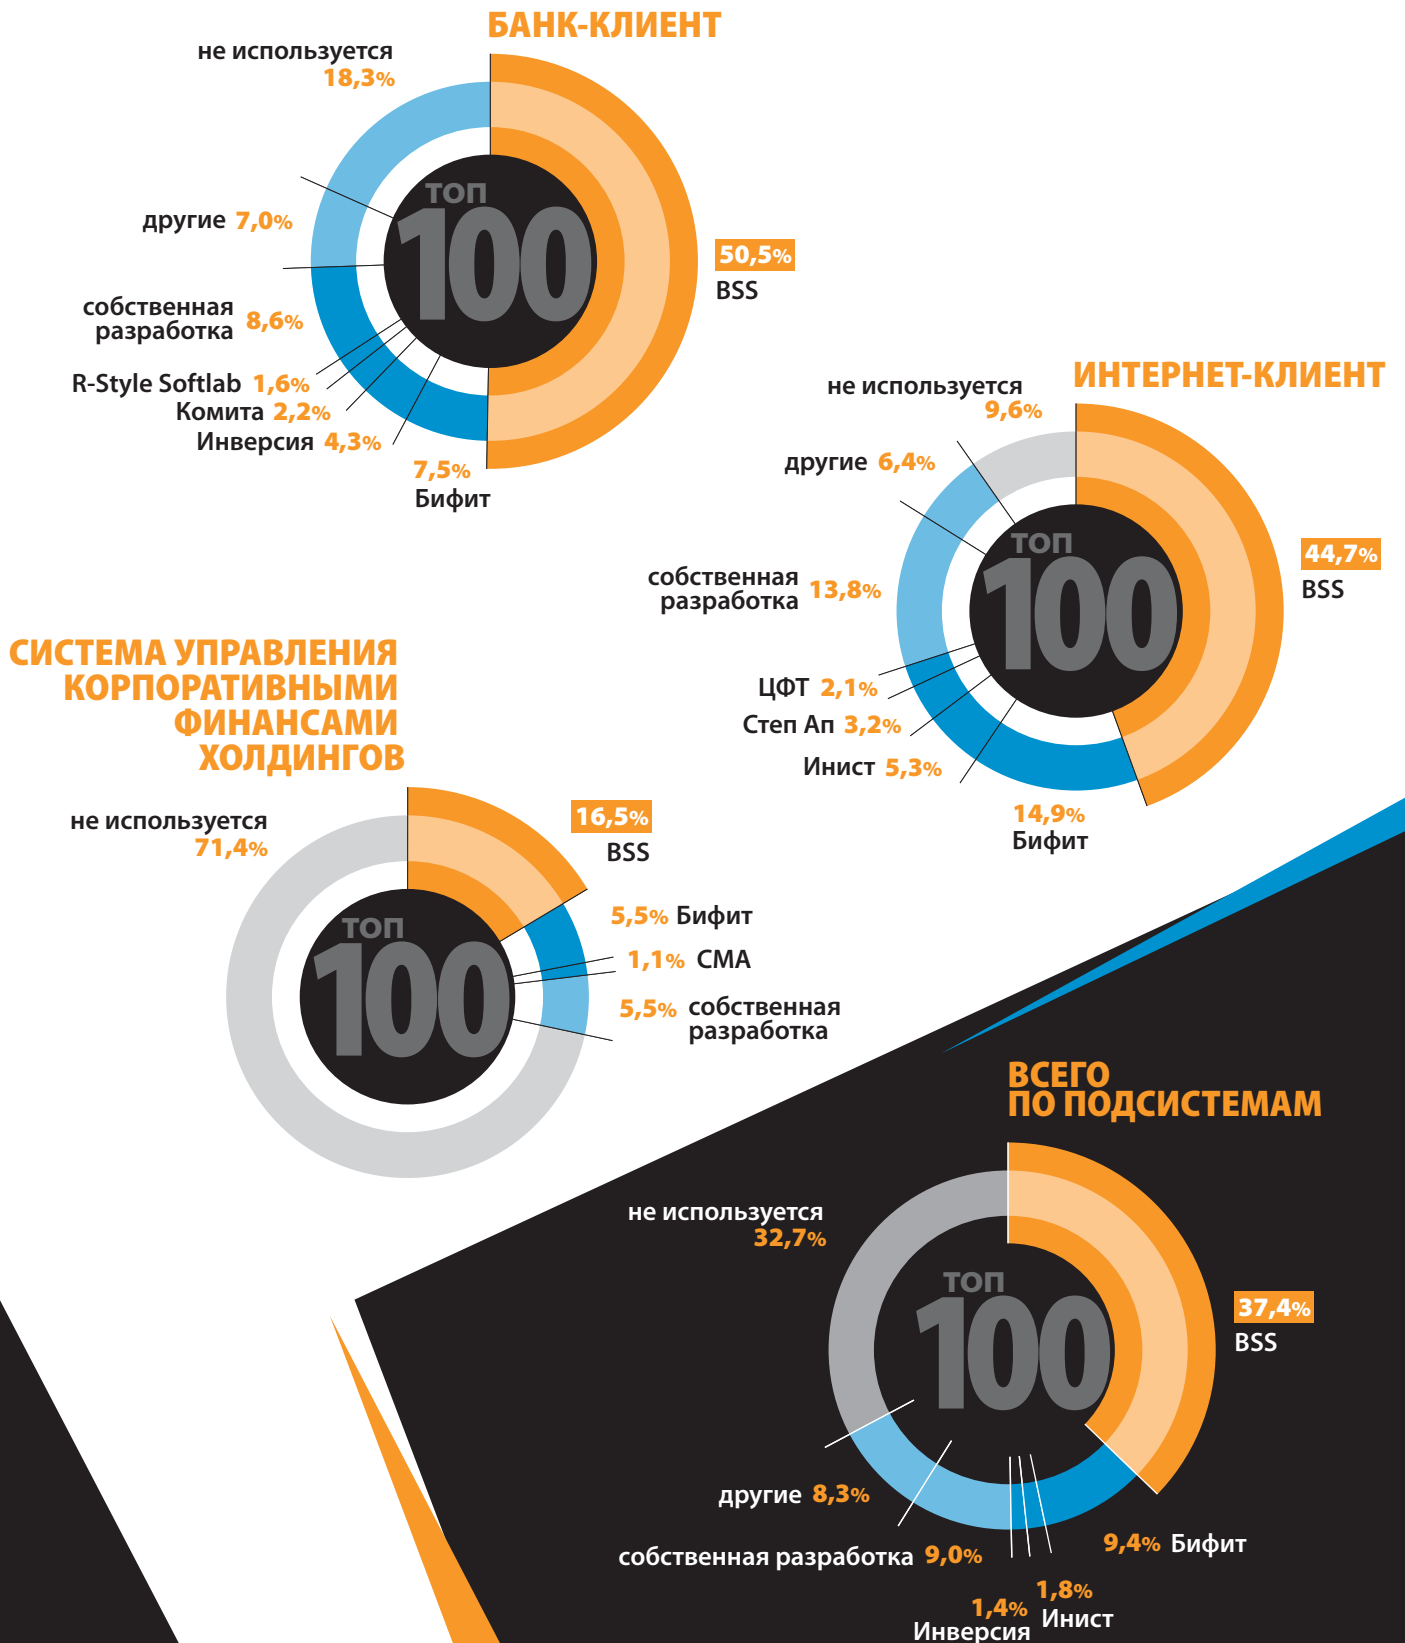 БАНК-КЛИЕНТ
не используется
18,3%
другие 7,0%
собственная
разработка 8,6%
R-Style Softlab 1,6%
Комита 2,2%
Инверсия 4,3%
7,5%
Бифит
50,5%
BSS
ТОП
100
ИНТЕРНЕТ-КЛИЕНТ
не используется
9,6%
другие 6,4%
собственная
разработка 13,8%
ЦФТ 2,1%
Степ Ап 3,2%
Инист 5,3%
14,9%
Бифит
44,7%
BSS
ТОП
100
СИСТЕМА УПРАВЛЕНИЯ
КОРПОРАТИВНЫМИ
ФИНАНСАМИ
ХОЛДИНГОВ
не используется
71,4%
16,5%
BSS
5,5% Бифит
1,1% СМА
5,5% собственная
разработка
ТОП
100
ВСЕГО
ПО ПОДСИСТЕМАМ
не используется
32,7%
37,4%
BSS
ТОП
100
другие 8,3%
собственная разработка 9,0%
9,4% Бифит
1,8%
Инист
1,4%
Инверсия